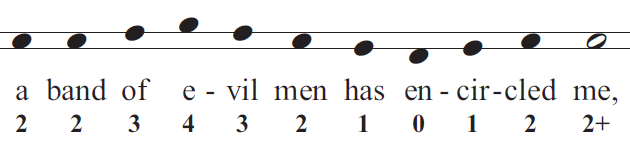 a band of e - vil men has en - cir-cled me,
2 2 3 4 3 2 1 0 1 2 2+